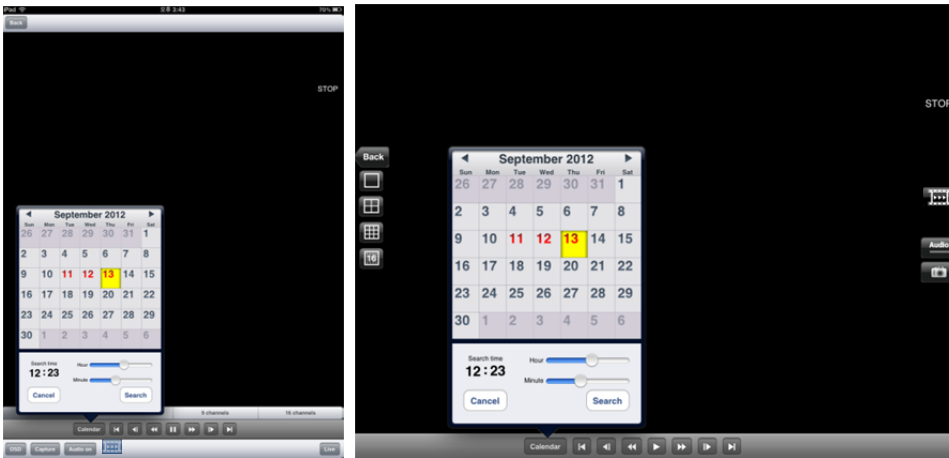 iPad 오후 3:43 70%
Back
STOP
September 2012
Sun Mon Tue Wed Thu Fri Sat
26 27 28 29 30 31 1
2 3 4 5 6 7 8
9 10 11 12 13 14 15
16 17 18 19 20 21 22
23 24 25 26 27 28 29
30 1 2 3 4 5 6
Search time
12:23
Hour
Minute
Cancel Search
9 channels 16 channels
Calendar
OSD Capture Audio on Live
STOP
Back
16
September 2012
Sun Mon Tue Wed Thu Fri Sat
26 27 28 29 30 31 1
2 3 4 5 6 7 8
9 10 11 12 13 14 15
16 17 18 19 20 21 22
23 24 25 26 27 28 29
30 1 2 3 4 5 6
Audio
Search time
12:23
Hour
Minute
Cancel Search
Calendar